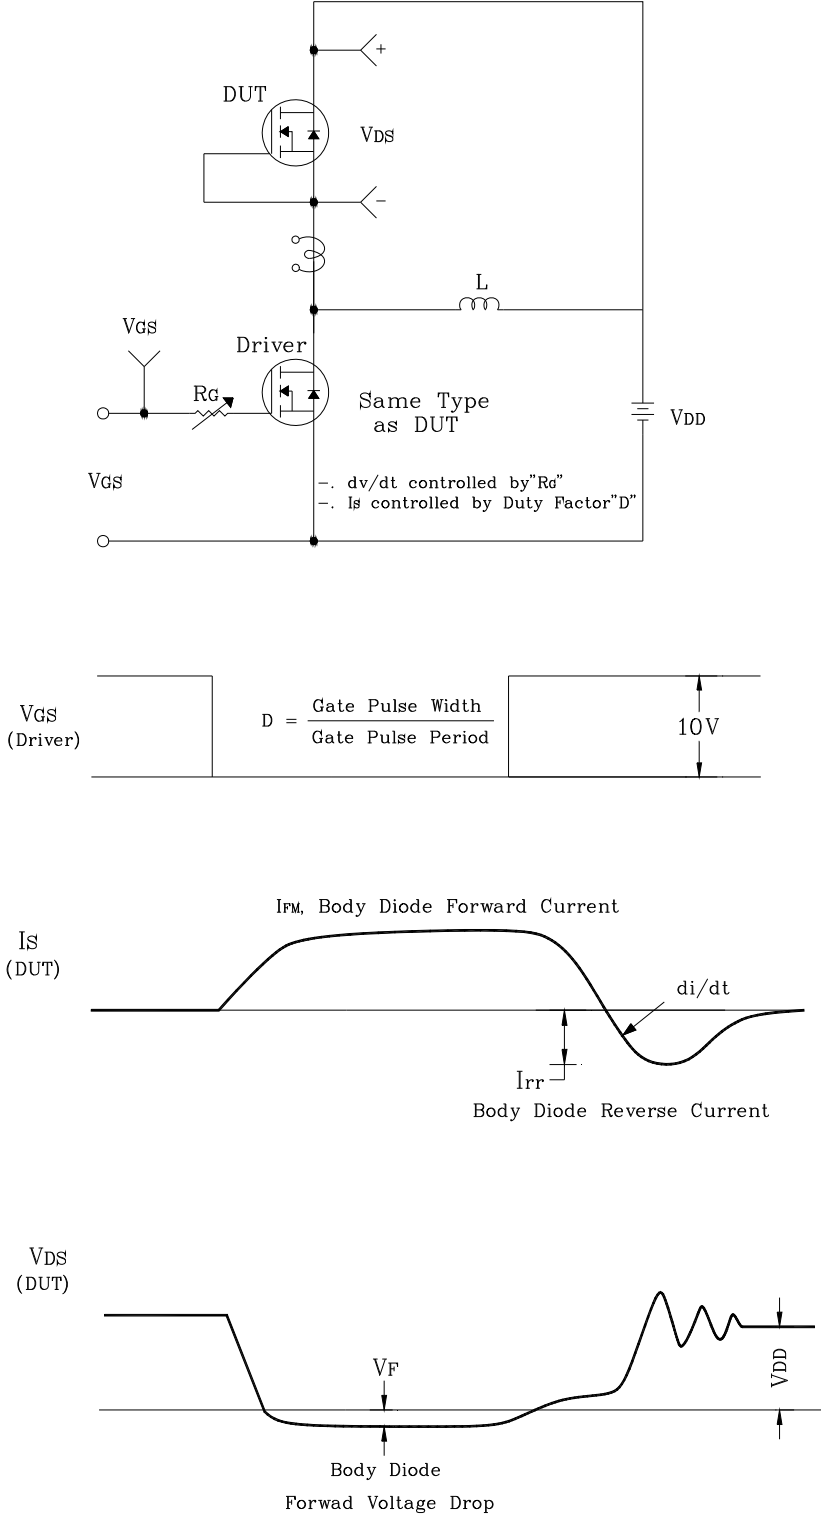 +
DUT
VDS
−
L
VGS
Driver
RG
Same Type
as DUT
VDD
VGS
−. dv/dt controlled by"RG"
−. Is controlled by Duty Factor"D"
VGS
(Driver)
D = Gate Pulse Width
Gate Pulse Period
10V
IFM, Body Diode Forward Current
IS
(DUT)
di/dt
Irr
Body Diode Reverse Current
VDS
(DUT)
VF
VDD
Body Diode
Forwad Voltage Drop